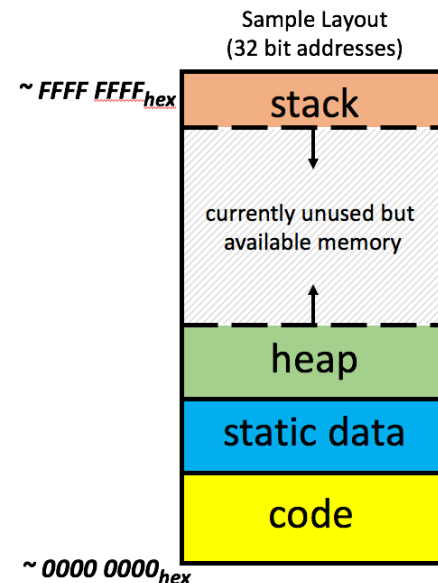 Sample Layout
(32 bit addresses)
~ FFFF FFFFhex
stack
currently unused but
available memory
heap
static data
code
~ 0000 0000hex